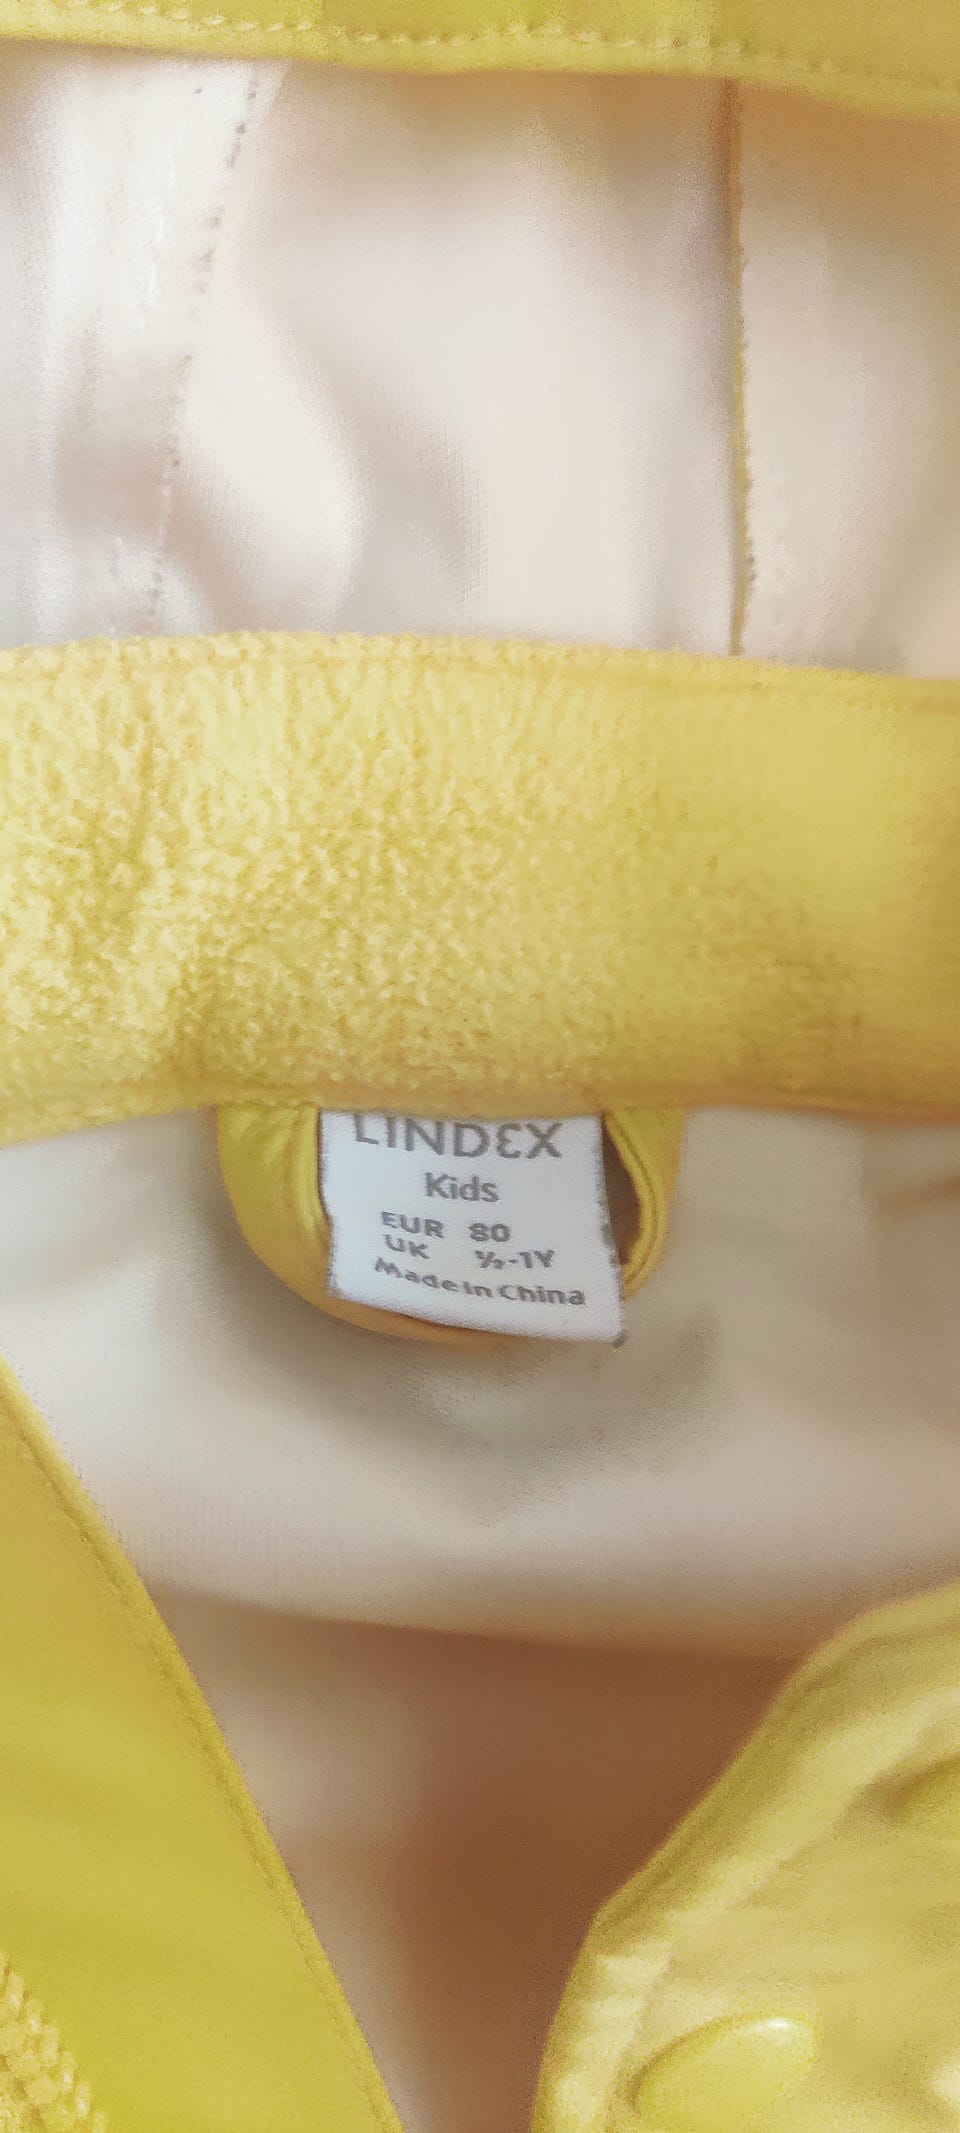 LINDEX
Kids
EUR 80
UK ½-1Y
Made in China